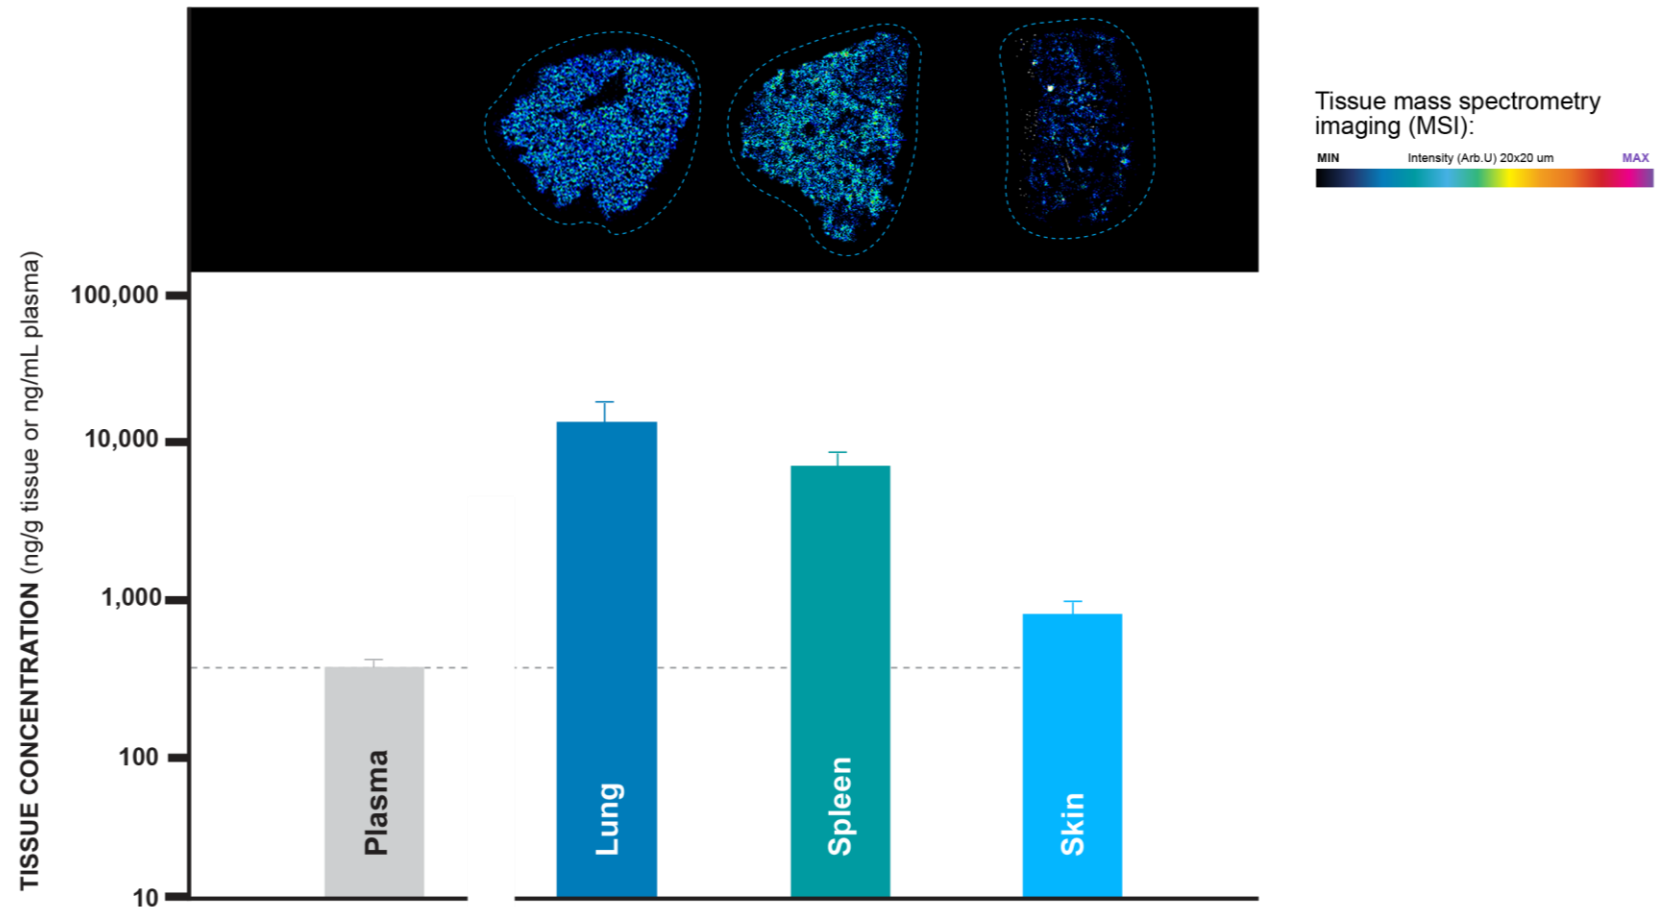 Tissue mass spectrometry
imaging (MSI):
MIN Intensity (Arb.U) 20x20 um MAX
TISSUE CONCENTRATION (ng/g tissue or ng/mL plasma)
100,000
10,000
1,000
100
10
Plasma
Lung
Spleen
Skin